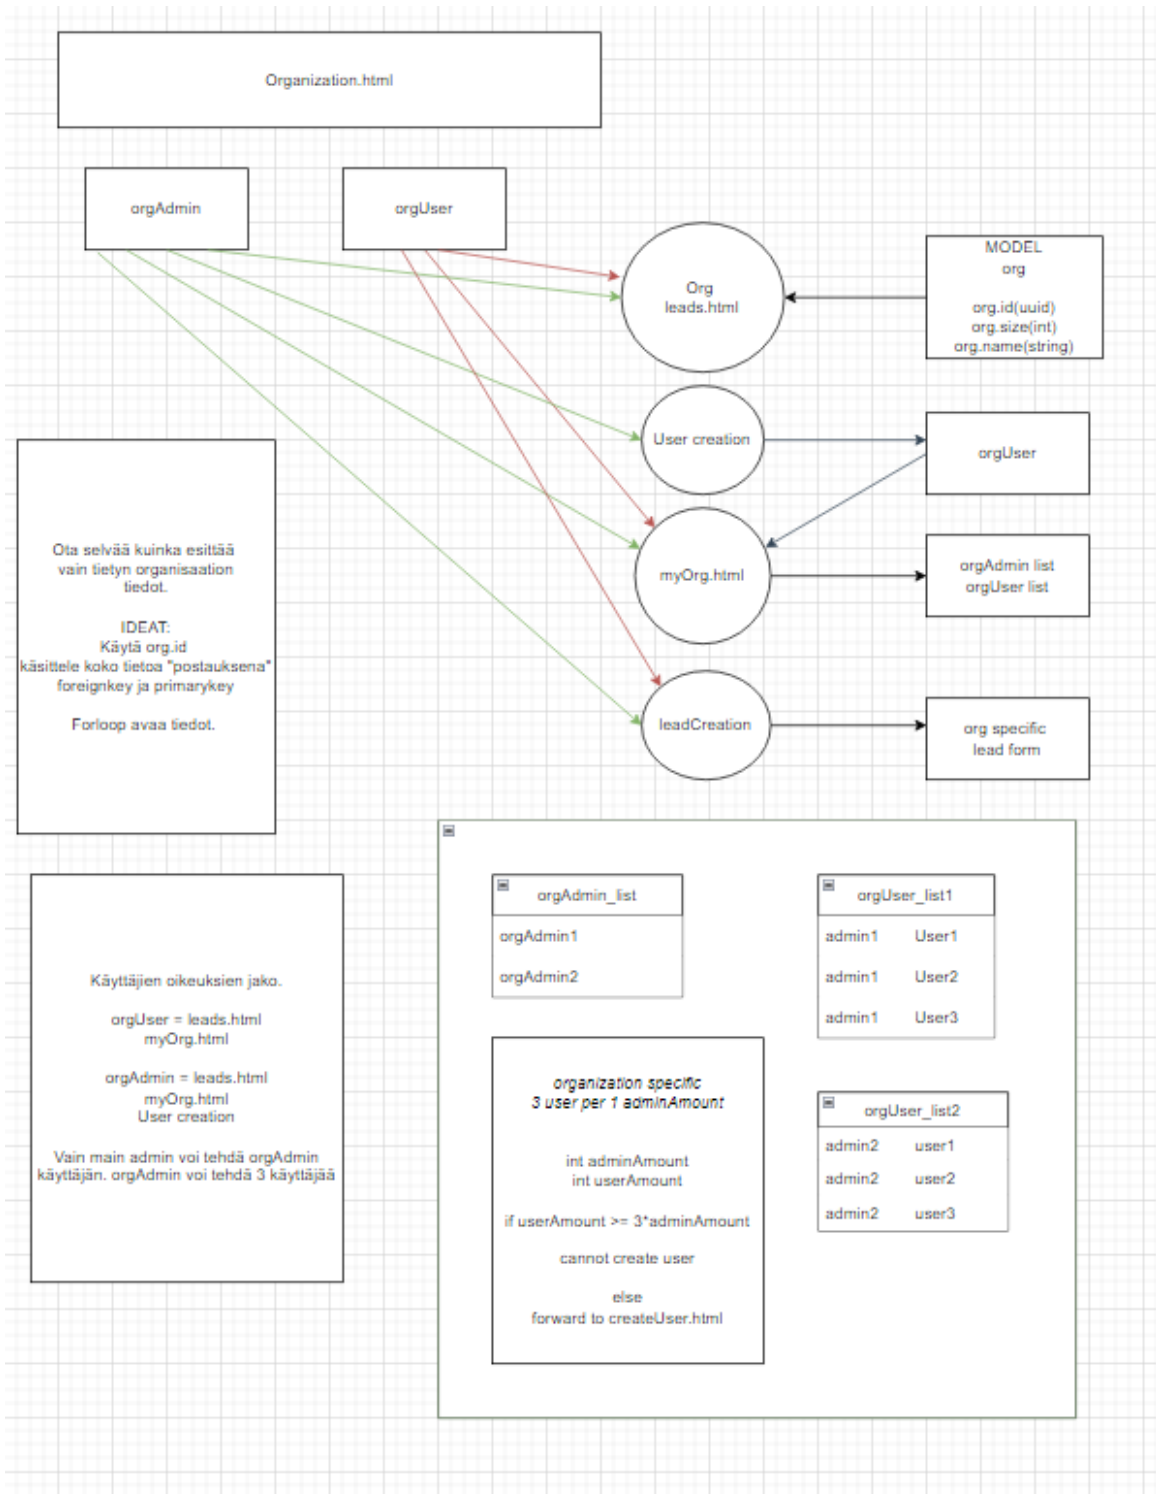 Organization.html
orgAdmin
orgUser
Org
leads.html
MODEL
org
org.id(uuid)
org.size(int)
org.name(string)
User creation
orgUser
myOrg.html
orgAdmin list
orgUser list
leadCreation
org specific
lead form
Ota selvää kuinka esittää
vain tietyn organisaation
tiedot.
IDEAT:
Käytä org.id
käsittele koko tietoa "postauksena"
foreignkey ja primarykey
Forloop avaa tiedot.
Käyttäjien oikeuksien jako.
orgUser = leads.html
myOrg.html
orgAdmin = leads.html
myOrg.html
User creation
Vain main admin voi tehdä orgAdmin
käyttäjän. orgAdmin voi tehdä 3 käyttäjää
orgAdmin_list
orgAdmin1
orgAdmin2
orgUser_list1
admin1 User1
admin1 User2
admin1 User3
organization specific
3 user per 1 adminAmount
int adminAmount
int userAmount
if userAmount >= 3*adminAmount
cannot create user
else
forward to createUser.html
orgUser_list2
admin2 user1
admin2 user2
admin2 user3